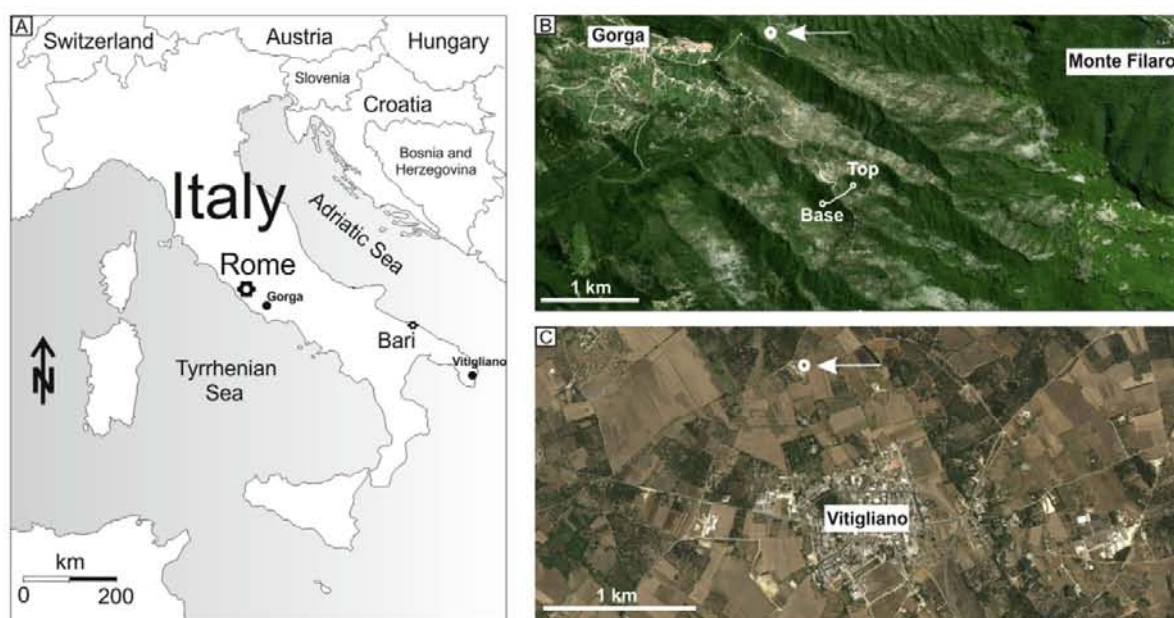 A
Switzerland
Austria
Hungary
Slovenia
Croatia
Bosnia and
Herzegovina
Italy
Adriatic Sea
Rome
Gorga
Bari
Vitigliano
N
Tyrrhenian
Sea
km
0 200
B
Gorga
Monte Filaro
Top
Base
1 km
C
Vitigliano
1 km